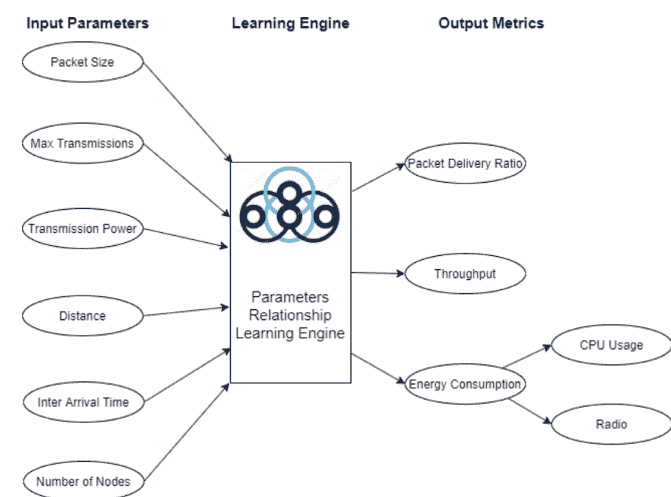 Input Parameters
Learning Engine
Output Metrics
Packet Size
Max Transmissions
Transmission Power
Distance
Inter Arrival Time
Number of Nodes
Parameters
Relationship
Learning Engine
Packet Delivery Ratio
Throughput
Energy Consumption
CPU Usage
Radio